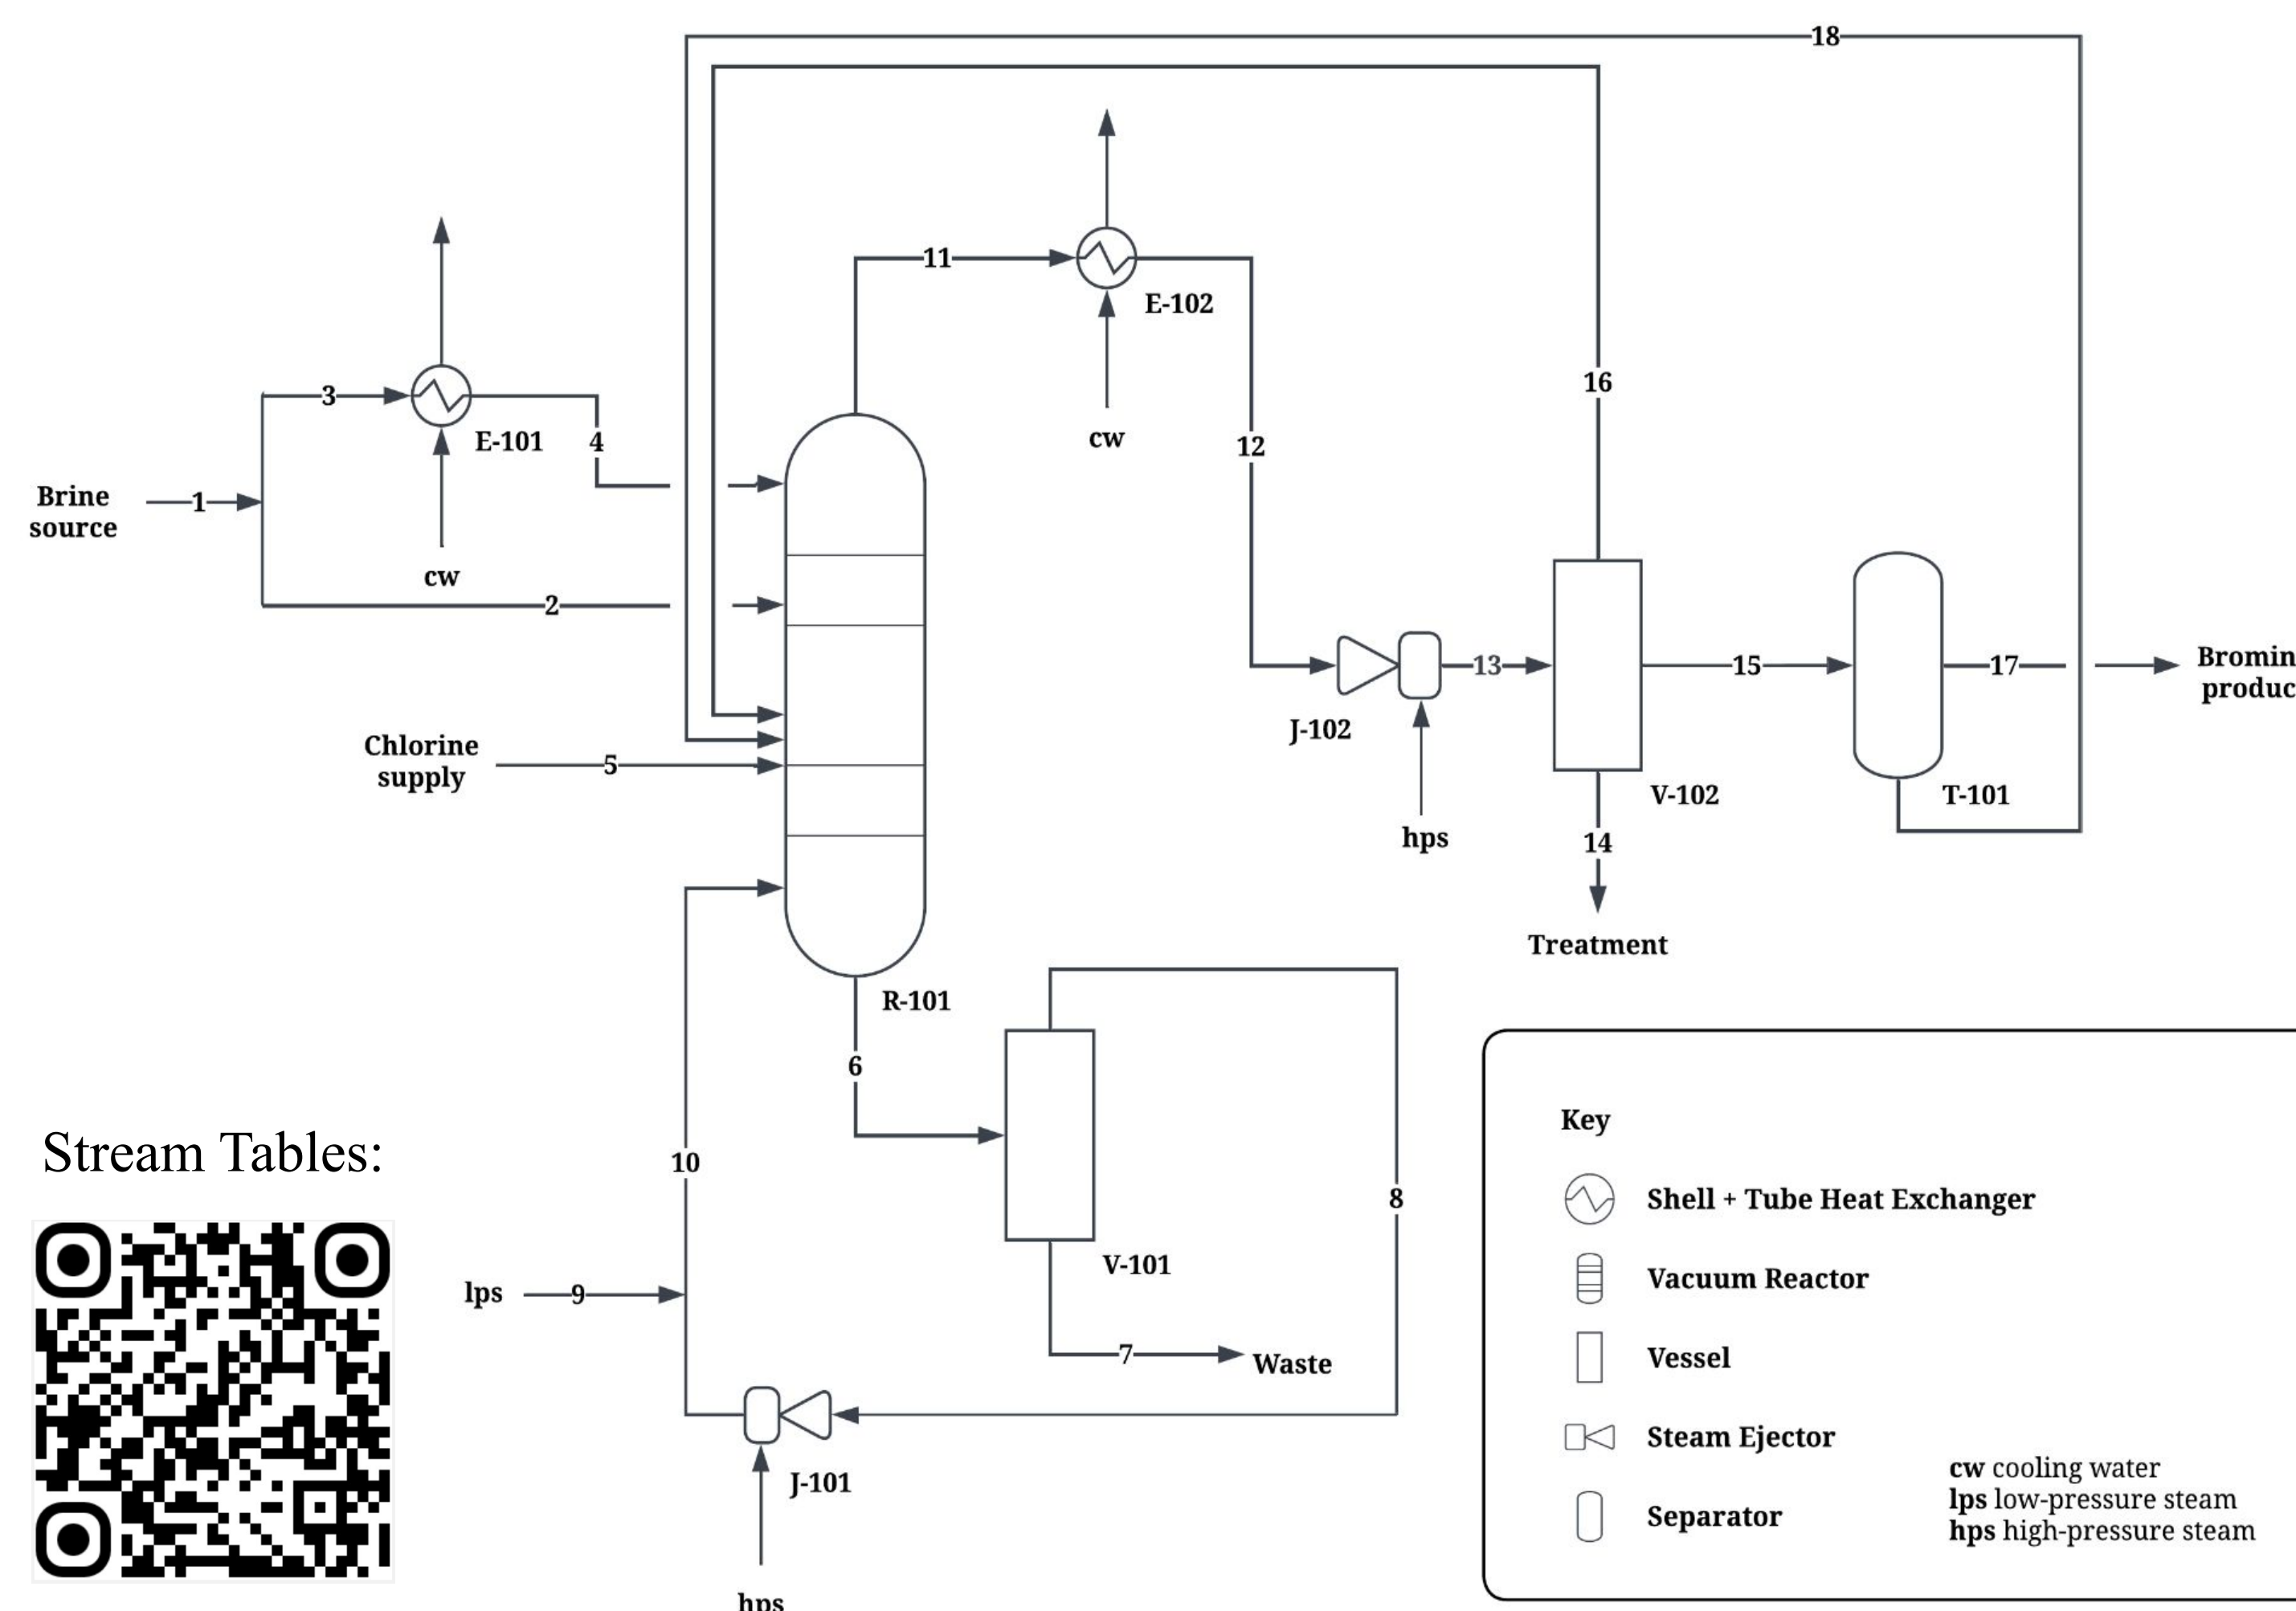 18
11
E-102
16
3
E-101
4
cw
12
Brine
source
1
cw
2
13
15
17
Bromin
produc
J-102
Chlorine
supply
5
V-102
T-101
hps
14
Treatment
R-101
6
Stream Tables:
10
8
V-101
lps
9
7
Waste
J-101
hps
Key
Shell + Tube Heat Exchanger
Vacuum Reactor
Vessel
Steam Ejector
Separator
cw cooling water
lps low-pressure steam
hps high-pressure steam